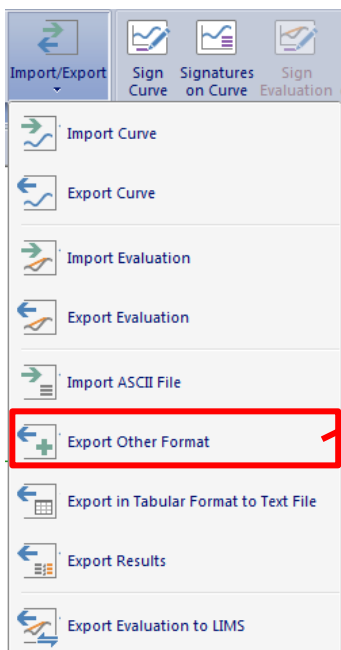 Import/Export
Sign Curve
Signatures on Curve
Sign Evaluation
Import Curve
Export Curve
Import Evaluation
Export Evaluation
Import ASCII File
Export Other Format
Export in Tabular Format to Text File
Export Results
Export Evaluation to LIMS